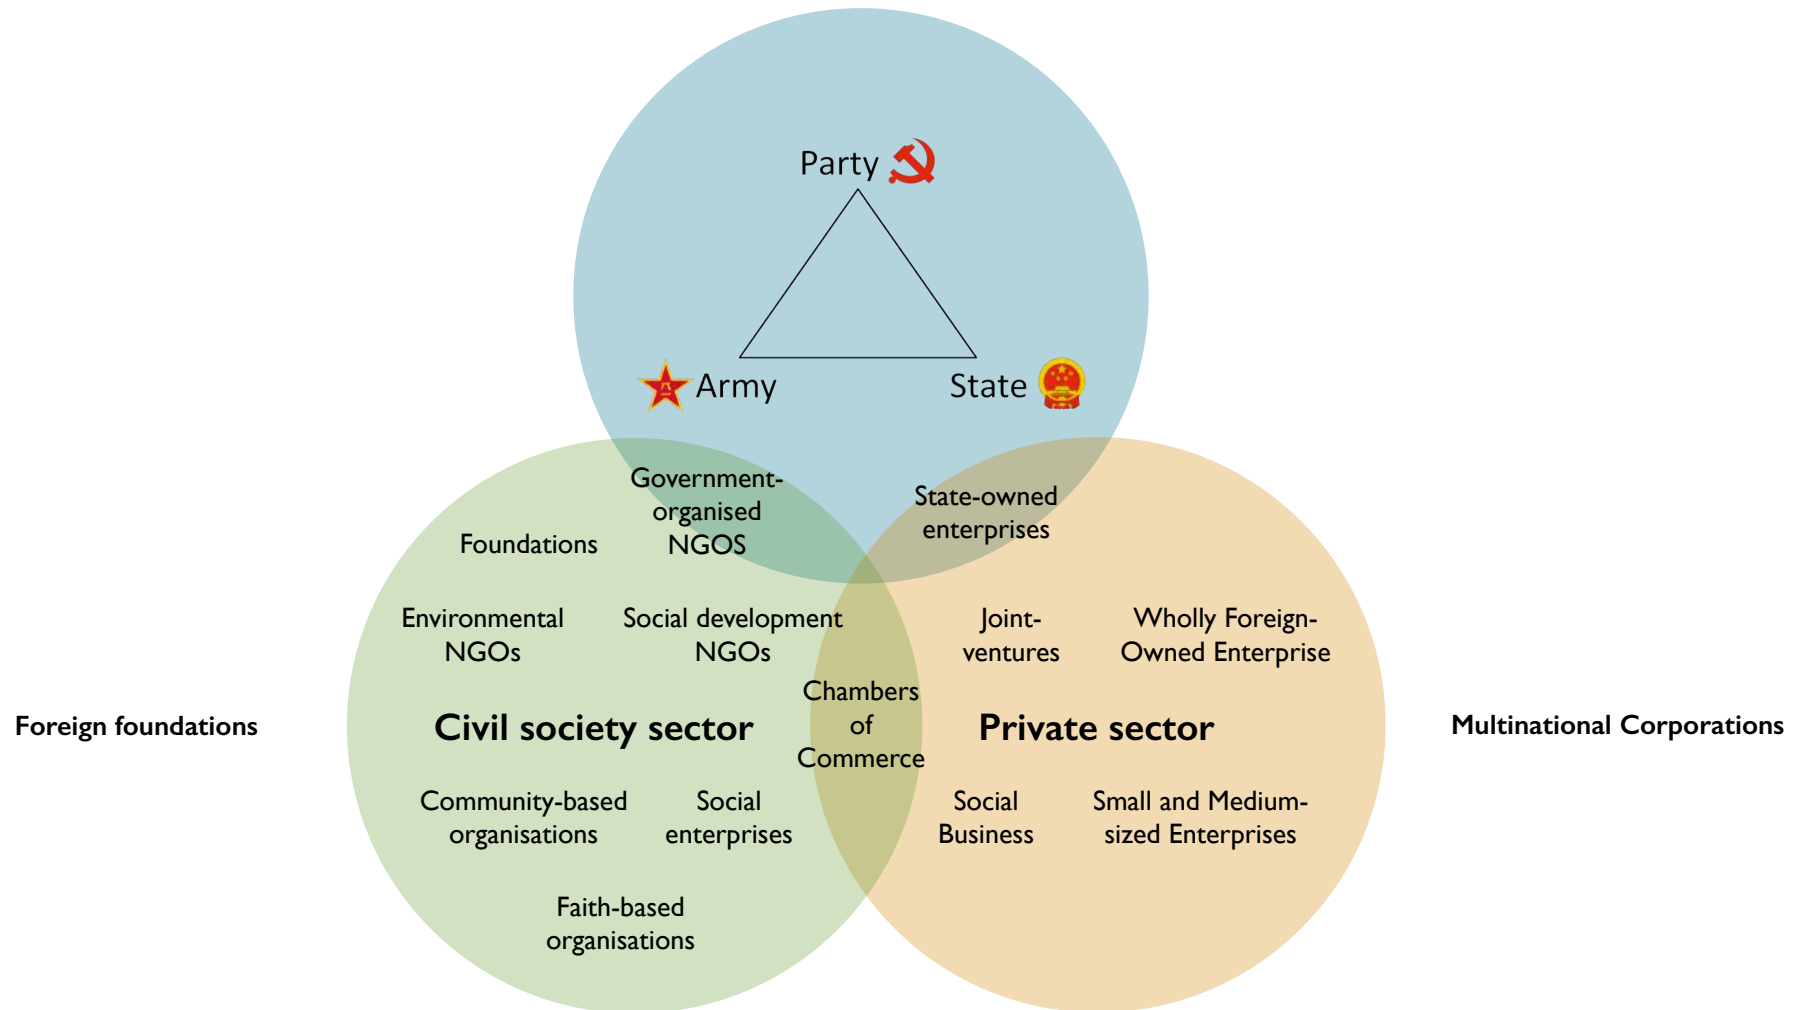 Party
Army
State
Government-
organised
NGOS
State-owned
enterprises
Foundations
Environmental
NGOs
Social development
NGOs
Joint-
ventures
Wholly Foreign-
Owned Enterprise
Foreign foundations
Civil society sector
Chambers
of
Commerce
Private sector
Multinational Corporations
Community-based
organisations
Social
enterprises
Social
Business
Small and Medium-
sized Enterprises
Faith-based
organisations